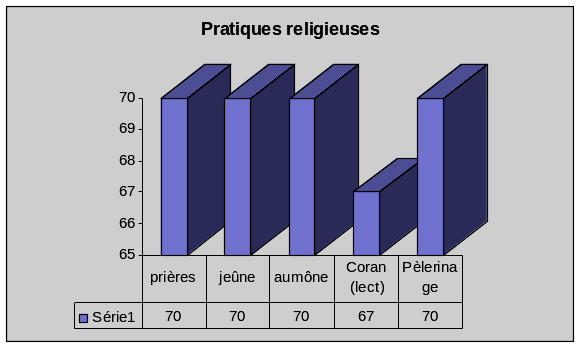 Pratiques religieuses
70
69
68
67
66
65
prières jeûne aumône Coran (lect) Pèlerina ge
Série1 70 70 70 67 70